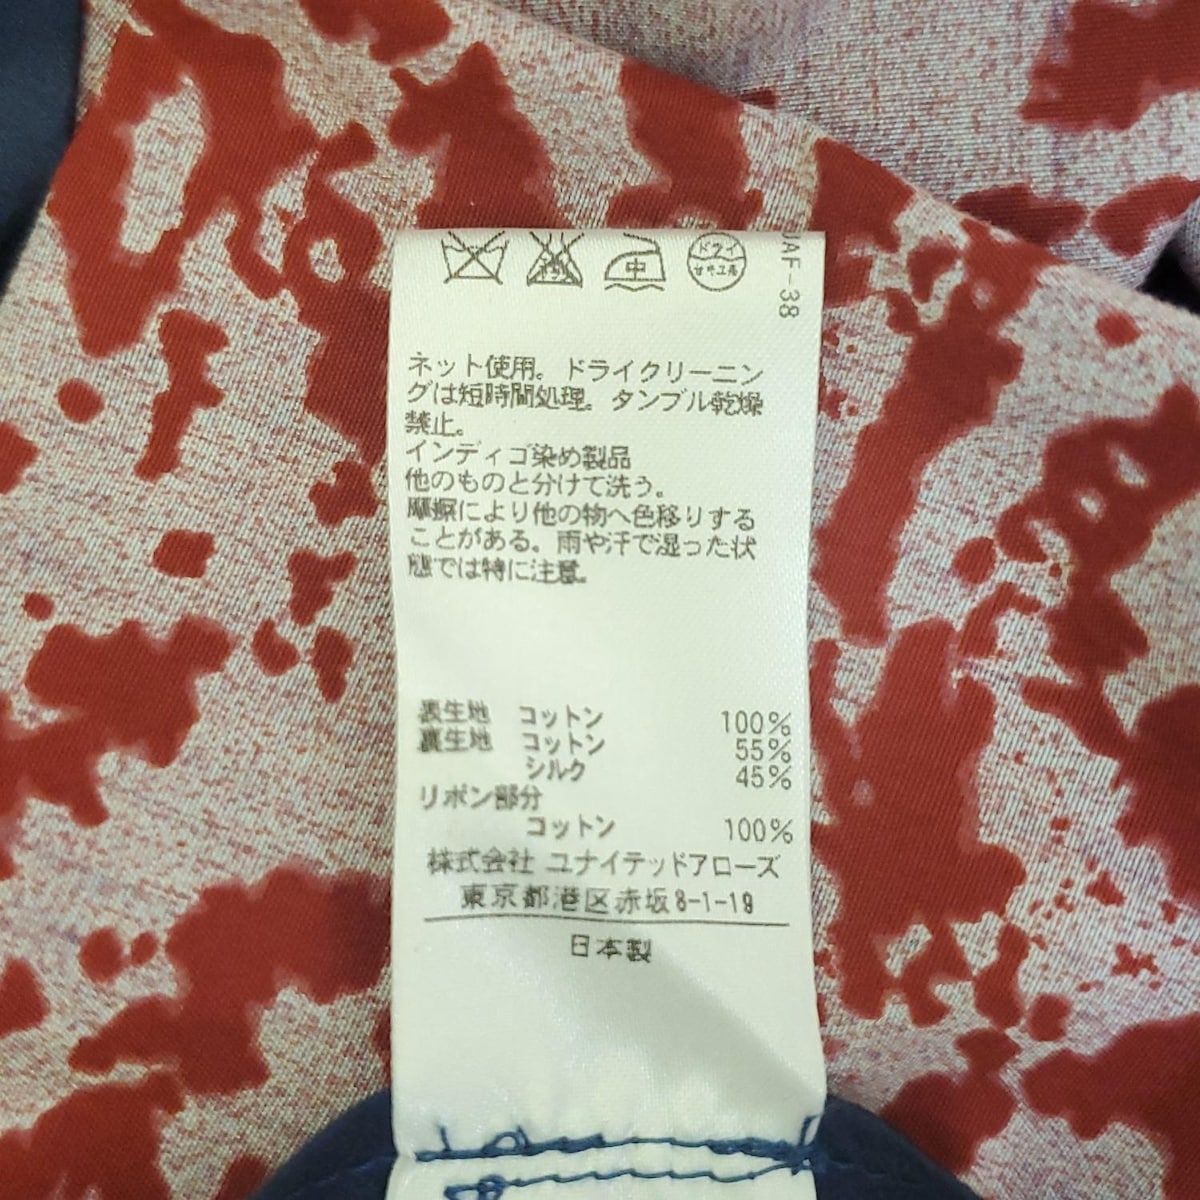 ドライ
セキユ系
中
UAF-38
ネット使用。ドライクリーニン
グは短時間処理。タンブル乾燥
禁止。
インディゴ染め製品
他のものと分けて洗う。
摩擦により他の物へ色移りする
ことがある。雨や汗で湿った状
態では特に注意。
表生地 コットン 100%
裏生地 コットン 55%
シルク 45%
リボン部分
コットン 100%
株式会社 ユナイテッドアローズ
東京都港区赤坂8-1-19
日本製